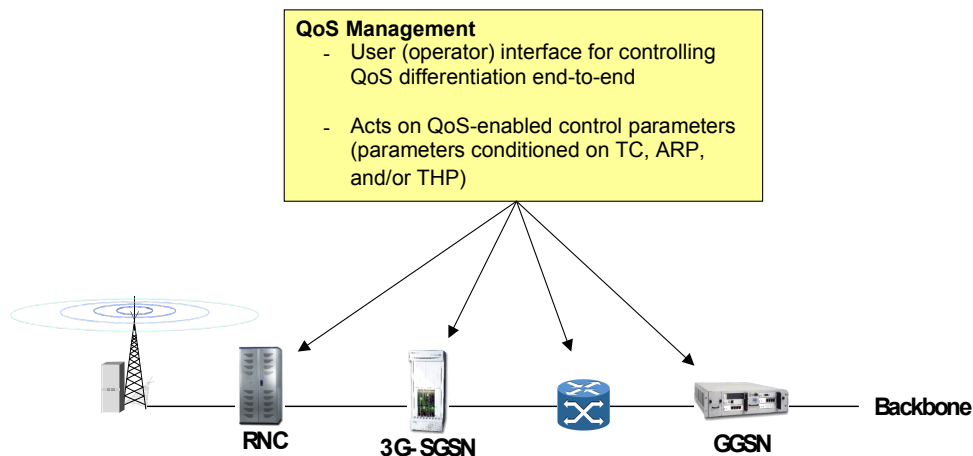 QoS Management
- User (operator) interface for controlling
QoS differentiation end-to-end
- Acts on QoS-enabled control parameters
(parameters conditioned on TC, ARP,
and/or THP)
Backbone
RNC
3G-SGSN
GGSN